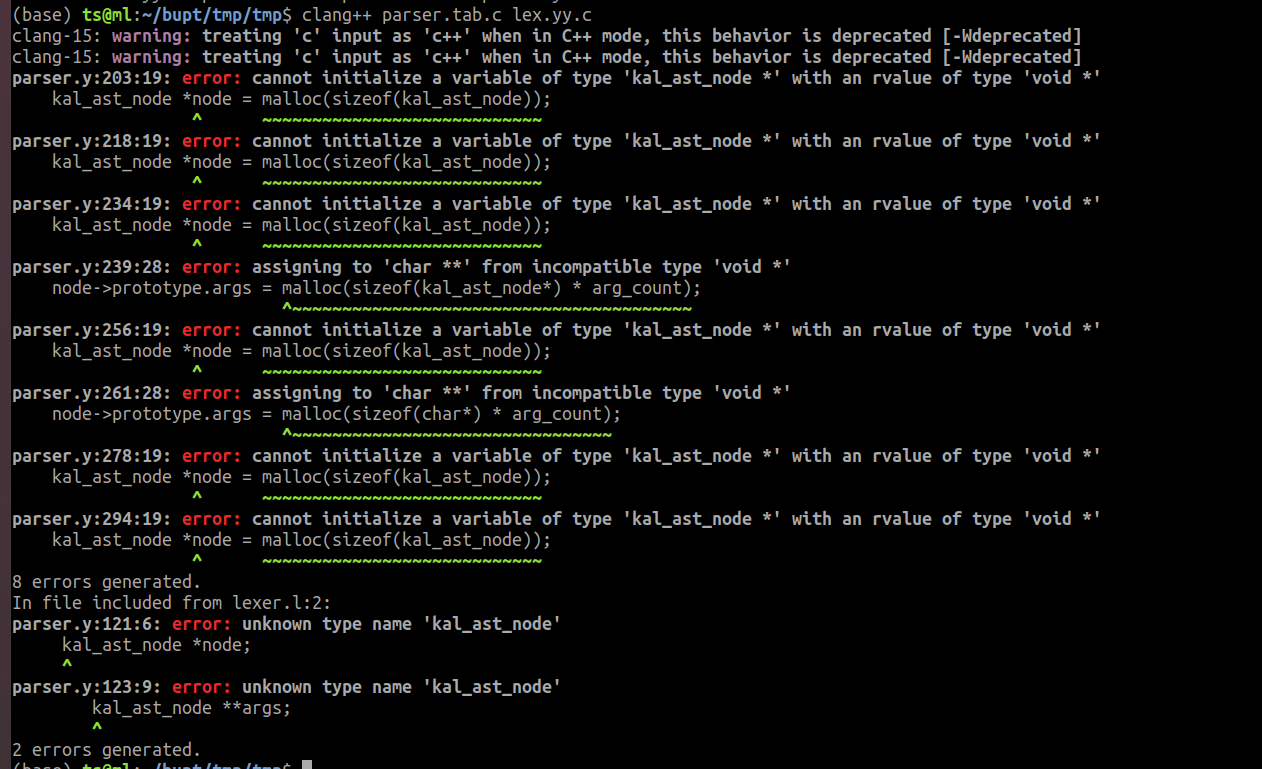 (base) ts@ml:~/bupt/tmp/tmp$ clang++ parser.tab.c lex.yy.c
clang-15: warning: treating 'c' input as 'c++' when in C++ mode, this behavior is deprecated [-Wdeprecated]
clang-15: warning: treating 'c' input as 'c++' when in C++ mode, this behavior is deprecated [-Wdeprecated]
parser.y:203:19: error: cannot initialize a variable of type 'kal_ast_node *' with an rvalue of type 'void *'
    kal_ast_node *node = malloc(sizeof(kal_ast_node));
                  ^      ~~~~~~~~~~~~~~~~~~~~~~~~~~~~
parser.y:218:19: error: cannot initialize a variable of type 'kal_ast_node *' with an rvalue of type 'void *'
    kal_ast_node *node = malloc(sizeof(kal_ast_node));
                  ^      ~~~~~~~~~~~~~~~~~~~~~~~~~~~~
parser.y:234:19: error: cannot initialize a variable of type 'kal_ast_node *' with an rvalue of type 'void *'
    kal_ast_node *node = malloc(sizeof(kal_ast_node));
                  ^      ~~~~~~~~~~~~~~~~~~~~~~~~~~~~
parser.y:239:28: error: assigning to 'char **' from incompatible type 'void *'
    node->prototype.args = malloc(sizeof(kal_ast_node*) * arg_count);
                           ^~~~~~~~~~~~~~~~~~~~~~~~~~~~~~~~~~~~~~~~~
parser.y:256:19: error: cannot initialize a variable of type 'kal_ast_node *' with an rvalue of type 'void *'
    kal_ast_node *node = malloc(sizeof(kal_ast_node));
                  ^      ~~~~~~~~~~~~~~~~~~~~~~~~~~~~
parser.y:261:28: error: assigning to 'char **' from incompatible type 'void *'
    node->prototype.args = malloc(sizeof(char*) * arg_count);
                           ^~~~~~~~~~~~~~~~~~~~~~~~~~~~~~~~~
parser.y:278:19: error: cannot initialize a variable of type 'kal_ast_node *' with an rvalue of type 'void *'
    kal_ast_node *node = malloc(sizeof(kal_ast_node));
                  ^      ~~~~~~~~~~~~~~~~~~~~~~~~~~~~
parser.y:294:19: error: cannot initialize a variable of type 'kal_ast_node *' with an rvalue of type 'void *'
    kal_ast_node *node = malloc(sizeof(kal_ast_node));
                  ^      ~~~~~~~~~~~~~~~~~~~~~~~~~~~~
8 errors generated.
In file included from lexer.l:2:
parser.y:121:6: error: unknown type name 'kal_ast_node'
     kal_ast_node *node;
     ^
parser.y:123:9: error: unknown type name 'kal_ast_node'
        kal_ast_node **args;
        ^
2 errors generated.
(base) ts@ml:~/bupt/tmp/tmp$